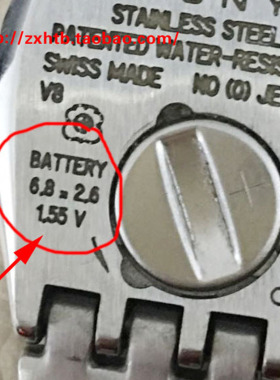 STAINLESS STEEL
http://zxhtb.taobao.com/
PATENTED WATER-RESIS
SWISS MADE NO (0) JE
V8
BATTERY
6.8 x 2.6
1.55 V